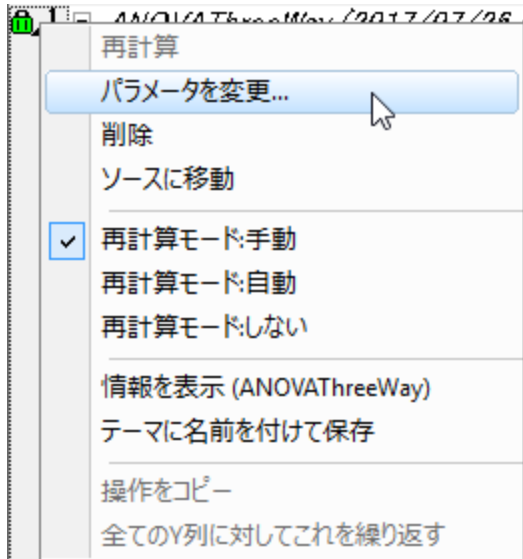 1 ANOVAThreeWay (2017/07/26
再計算
パラメータを変更...
削除
ソースに移動
再計算モード:手動
再計算モード:自動
再計算モード:しない
情報を表示 (ANOVAThreeWay)
テーマに名前を付けて保存
操作をコピー
全てのY列に対してこれを繰り返す